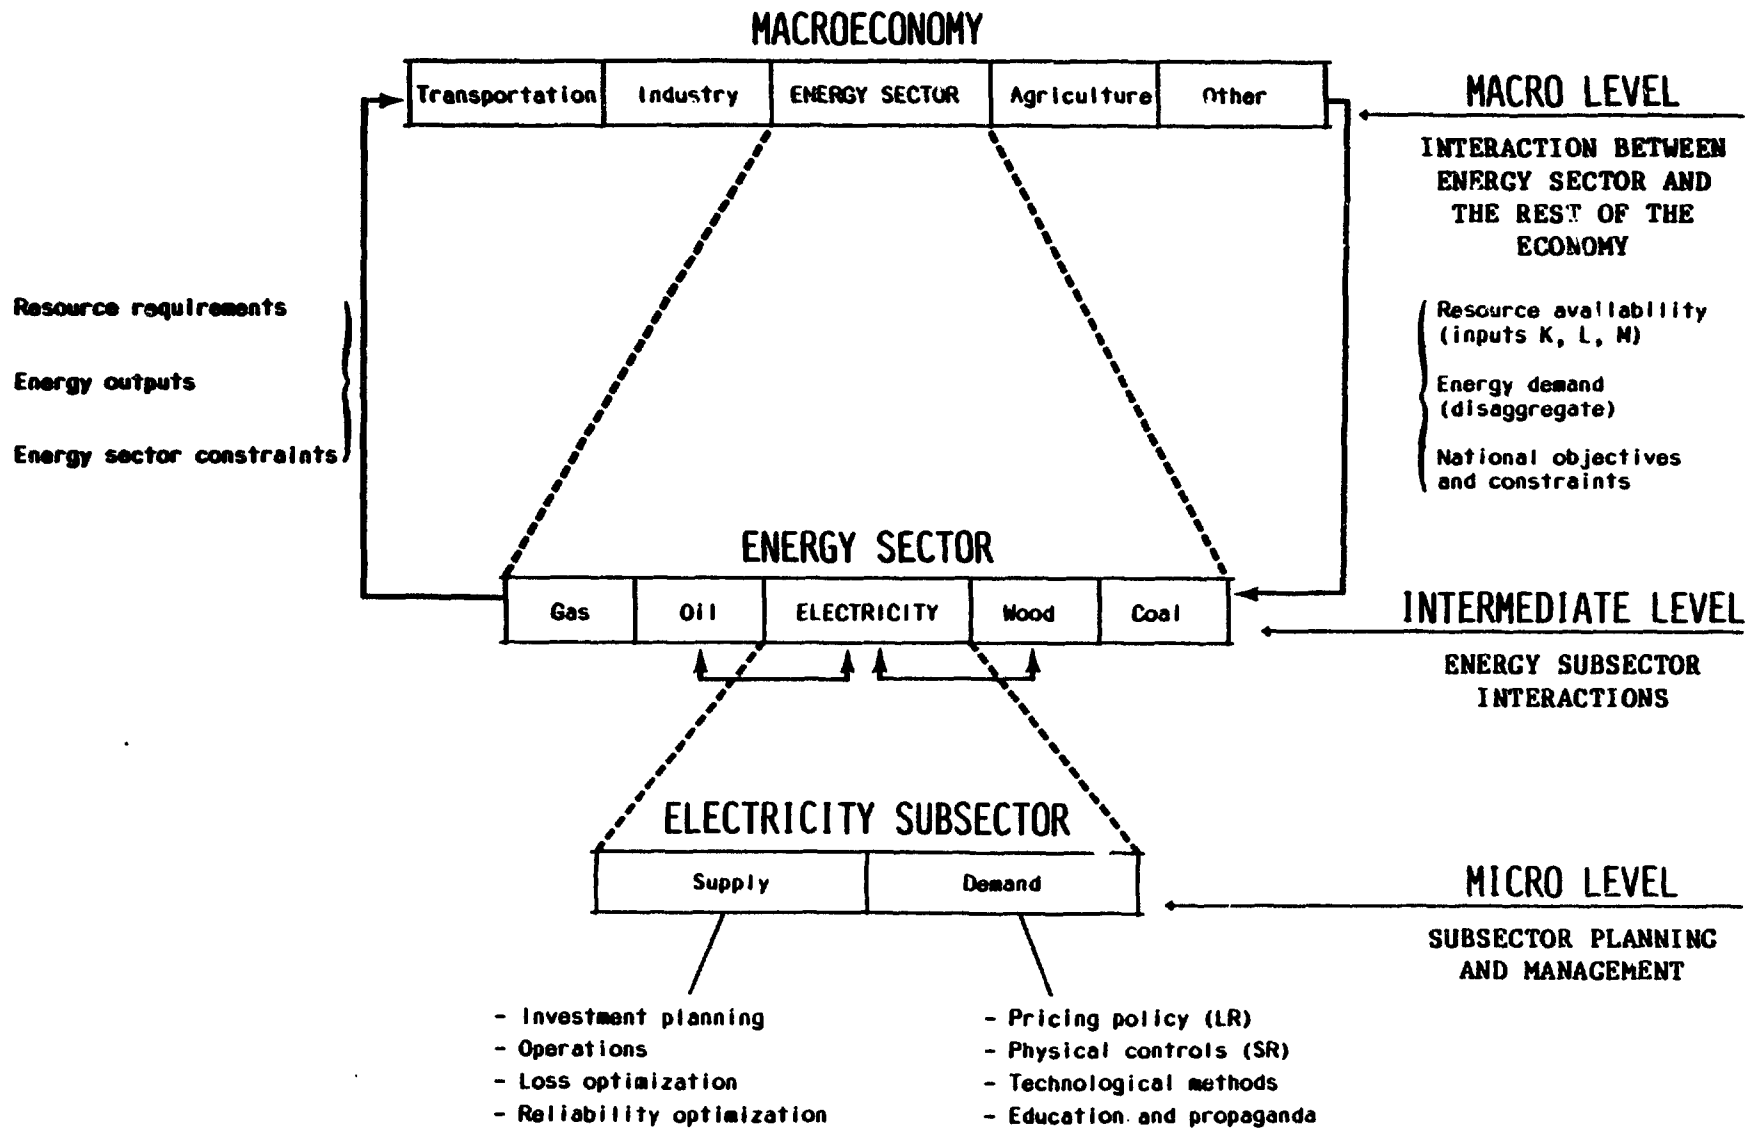 MACROECONOMY
Transportation
Industry
ENERGY SECTOR
Agriculture
Other
MACRO LEVEL
INTERACTION BETWEEN
ENERGY SECTOR AND
THE REST OF THE
ECONOMY
Resource requirements
Energy outputs
Energy sector constraints
Resource availability
(inputs K, L, M)
Energy demand
(disaggregate)
National objectives
and constraints
ENERGY SECTOR
Gas
Oil
ELECTRICITY
Wood
Coal
INTERMEDIATE LEVEL
ENERGY SUBSECTOR
INTERACTIONS
ELECTRICITY SUBSECTOR
Supply
Demand
MICRO LEVEL
SUBSECTOR PLANNING
AND MANAGEMENT
- Investment planning
- Operations
- Loss optimization
- Reliability optimization
- Pricing policy (LR)
- Physical controls (SR)
- Technological methods
- Education and propaganda